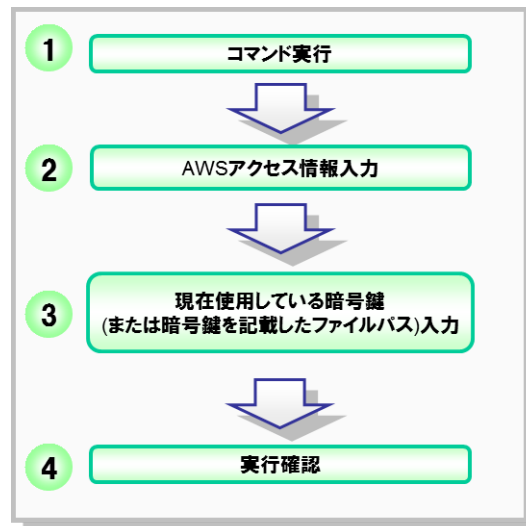 1
コマンド実行
2
AWSアクセス情報入力
3
現在使用している暗号鍵
(または暗号鍵を記載したファイルパス)入力
4
実行確認